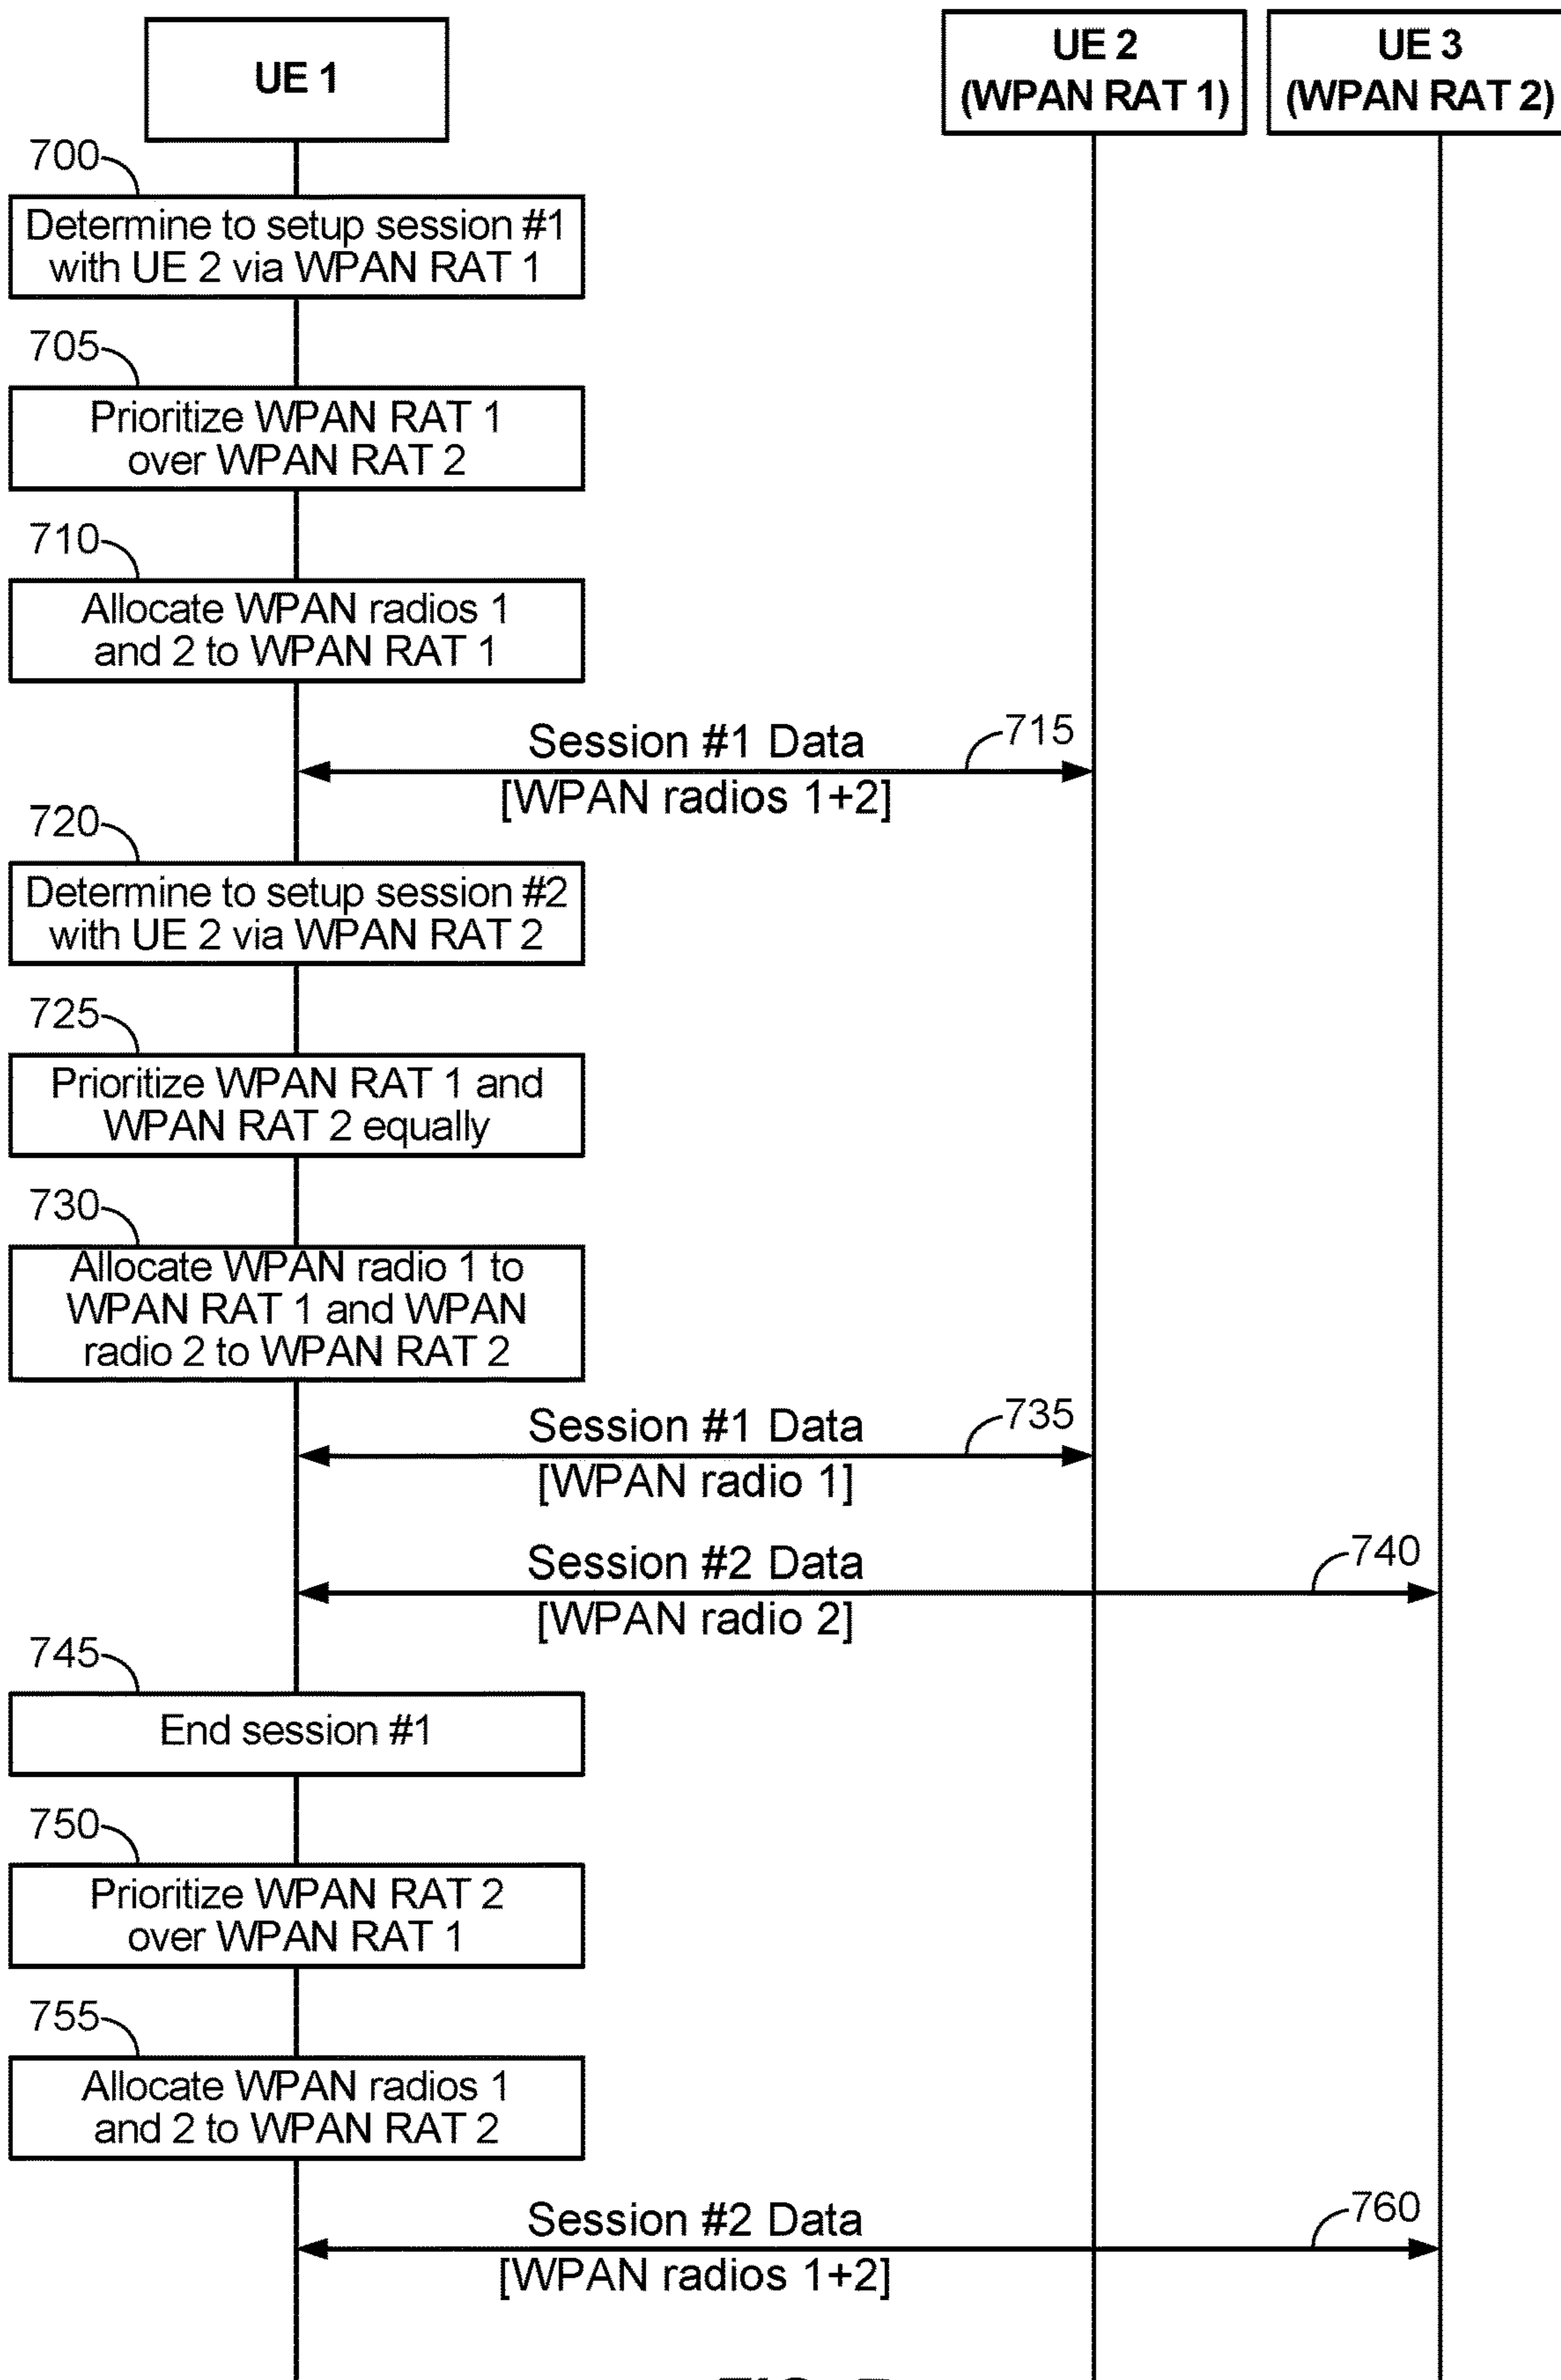 UE 1
UE 2
(WPAN RAT 1)
UE 3
(WPAN RAT 2)
700
Determine to setup session #1
with UE 2 via WPAN RAT 1
705
Prioritize WPAN RAT 1
over WPAN RAT 2
710
Allocate WPAN radios 1
and 2 to WPAN RAT 1
Session #1 Data
715
[WPAN radios 1+2]
720
Determine to setup session #2
with UE 2 via WPAN RAT 2
725
Prioritize WPAN RAT 1 and
WPAN RAT 2 equally
730
Allocate WPAN radio 1 to
WPAN RAT 1 and WPAN
radio 2 to WPAN RAT 2
Session #1 Data
735
[WPAN radio 1]
Session #2 Data
740
[WPAN radio 2]
745
End session #1
750
Prioritize WPAN RAT 2
over WPAN RAT 1
755
Allocate WPAN radios 1
and 2 to WPAN RAT 2
Session #2 Data
760
[WPAN radios 1+2]